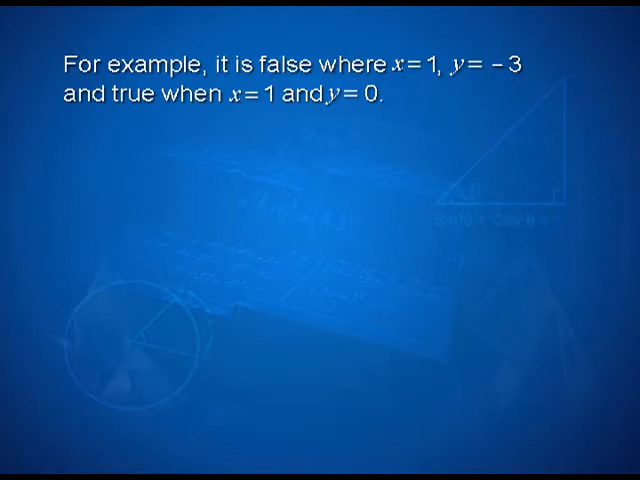 For example, it is false where x = 1, y = – 3
and true when x = 1 and y = 0.